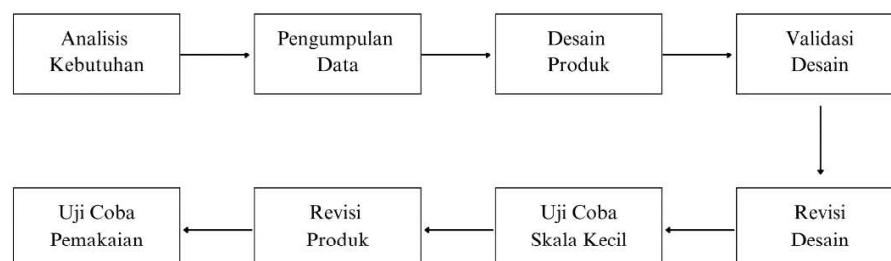 Analisis
Kebutuhan
Pengumpulan
Data
Desain
Produk
Validasi
Desain
Revisi
Desain
Uji Coba
Skala Kecil
Revisi
Produk
Uji Coba
Pemakaian